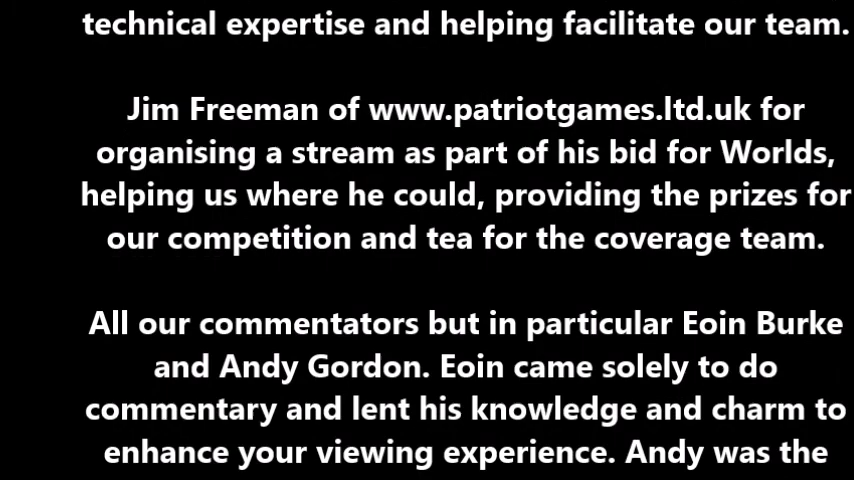 technical expertise and helping facilitate our team.
Jim Freeman of www.patriotgames.ltd.uk for
organising a stream as part of his bid for Worlds,
helping us where he could, providing the prizes for
our competition and tea for the coverage team.
All our commentators but in particular Eoin Burke
and Andy Gordon. Eoin came solely to do
commentary and lent his knowledge and charm to
enhance your viewing experience. Andy was the